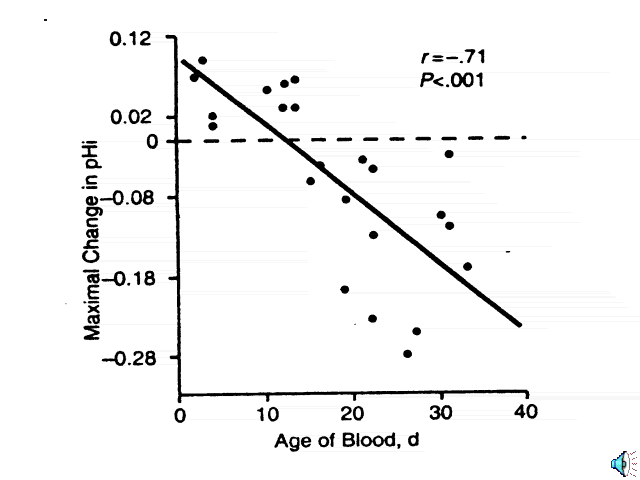 0.12
0.02
0
–0.08
–0.18
–0.28
Maximal Change in pHi
r=–.71
P<.001
0 10 20 30 40
Age of Blood, d